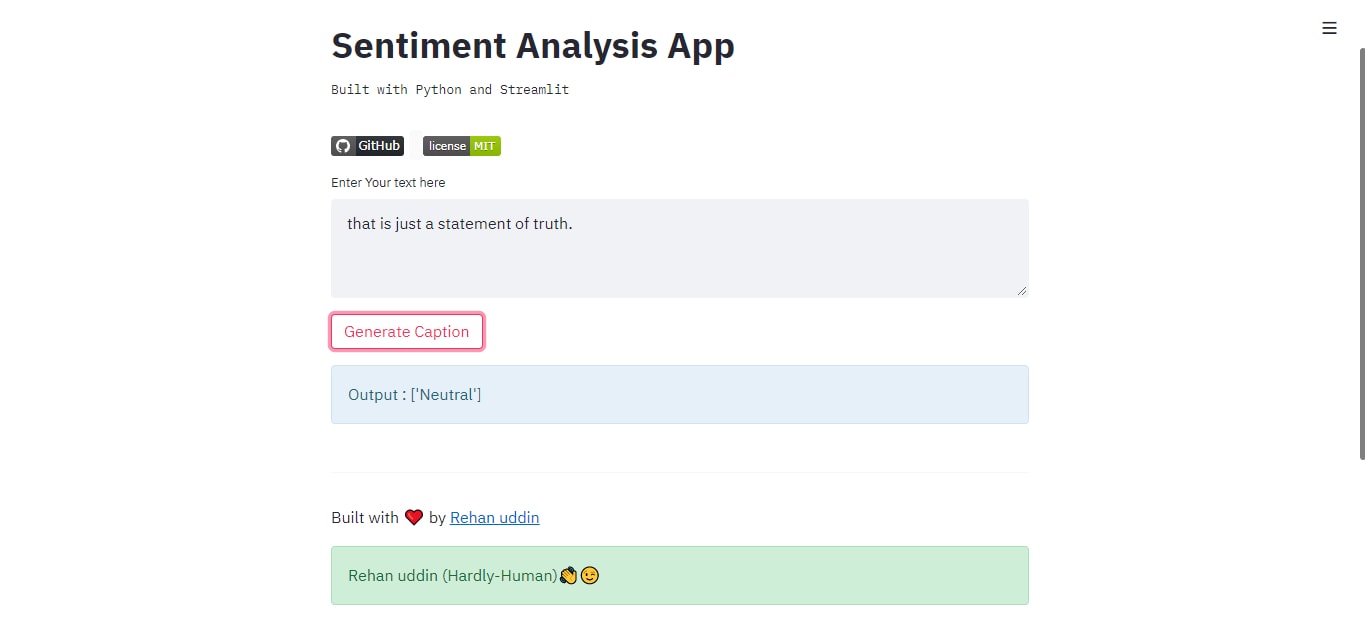 Sentiment Analysis App
Built with Python and Streamlit
GitHub license MIT
Enter Your text here
that is just a statement of truth.
Generate Caption
Output : ['Neutral']
Built with ❤️ by Rehan uddin
Rehan uddin (Hardly-Human)👏😉